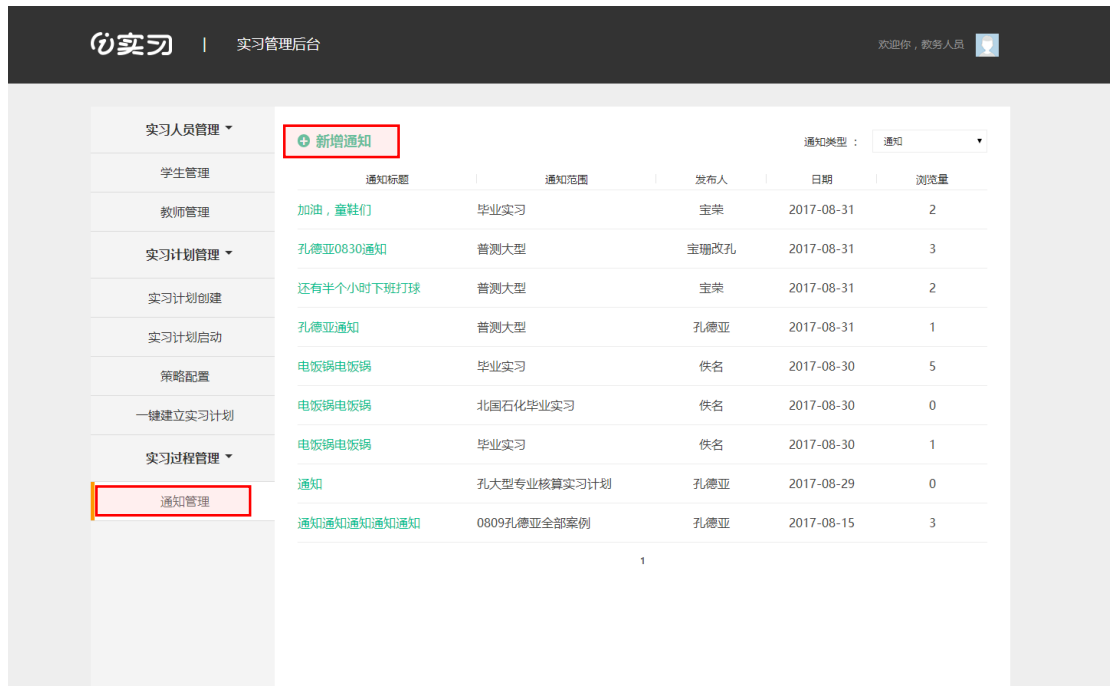 i实习 | 实习管理后台 欢迎你，教务人员
实习人员管理
学生管理
教师管理
实习计划管理
实习计划创建
实习计划启动
策略配置
一键建立实习计划
实习过程管理
通知管理
新增通知 通知类型 ： 通知
通知标题 通知范围 发布人 日期 浏览量
加油，童鞋们 毕业实习 宝荣 2017-08-31 2
孔德亚0830通知 普测大型 宝珊改孔 2017-08-31 3
还有半个小时下班打球 普测大型 宝荣 2017-08-31 2
孔德亚通知 普测大型 孔德亚 2017-08-31 1
电饭锅电饭锅 毕业实习 佚名 2017-08-30 5
电饭锅电饭锅 北国石化毕业实习 佚名 2017-08-30 0
电饭锅电饭锅 毕业实习 佚名 2017-08-30 1
通知 孔大型专业核算实习计划 孔德亚 2017-08-29 0
通知通知通知通知通知 0809孔德亚全部案例 孔德亚 2017-08-15 3
1